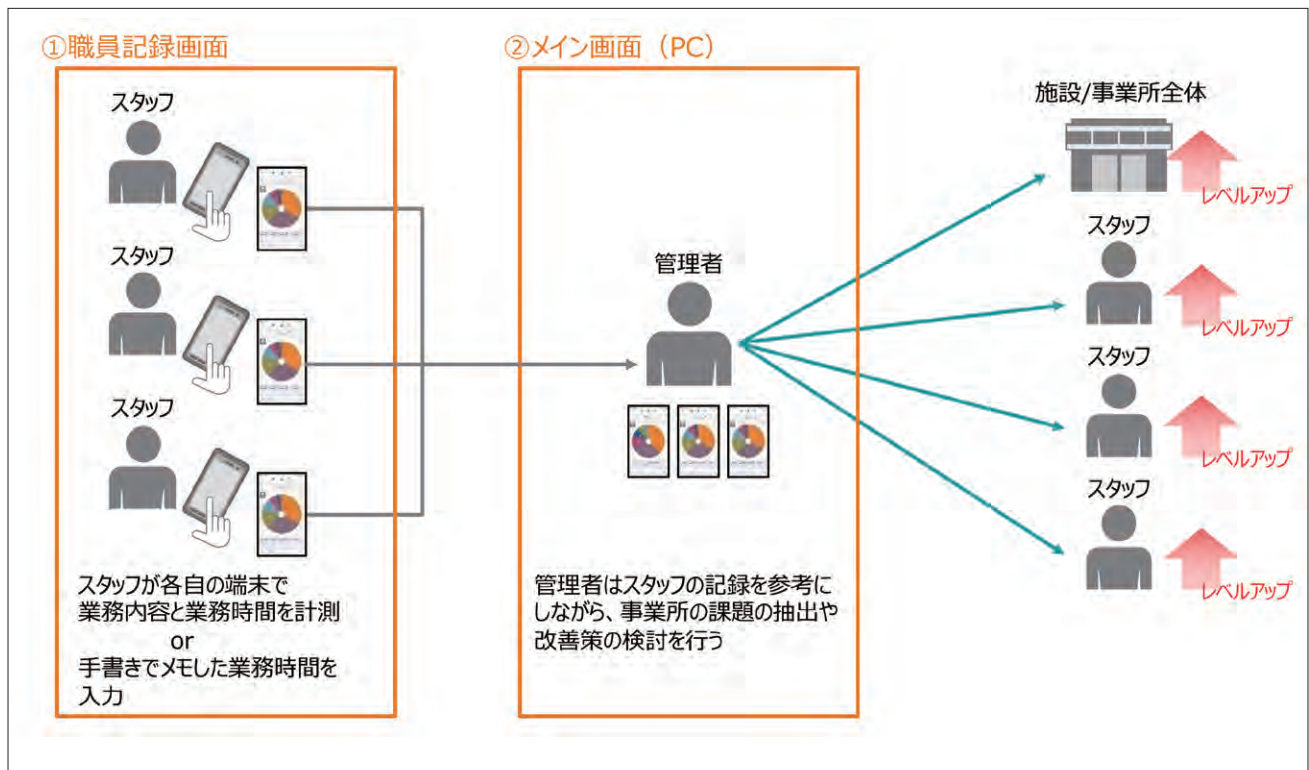 ①職員記録画面
スタッフ
スタッフ
スタッフ
スタッフが各自の端末で
業務内容と業務時間を計測
or
手書きでメモした業務時間を
入力
②メイン画面（PC）
管理者
管理者はスタッフの記録を参考に
しながら、事業所の課題の抽出や
改善策の検討を行う
施設/事業所全体
レベルアップ
スタッフ
レベルアップ
スタッフ
レベルアップ
スタッフ
レベルアップ